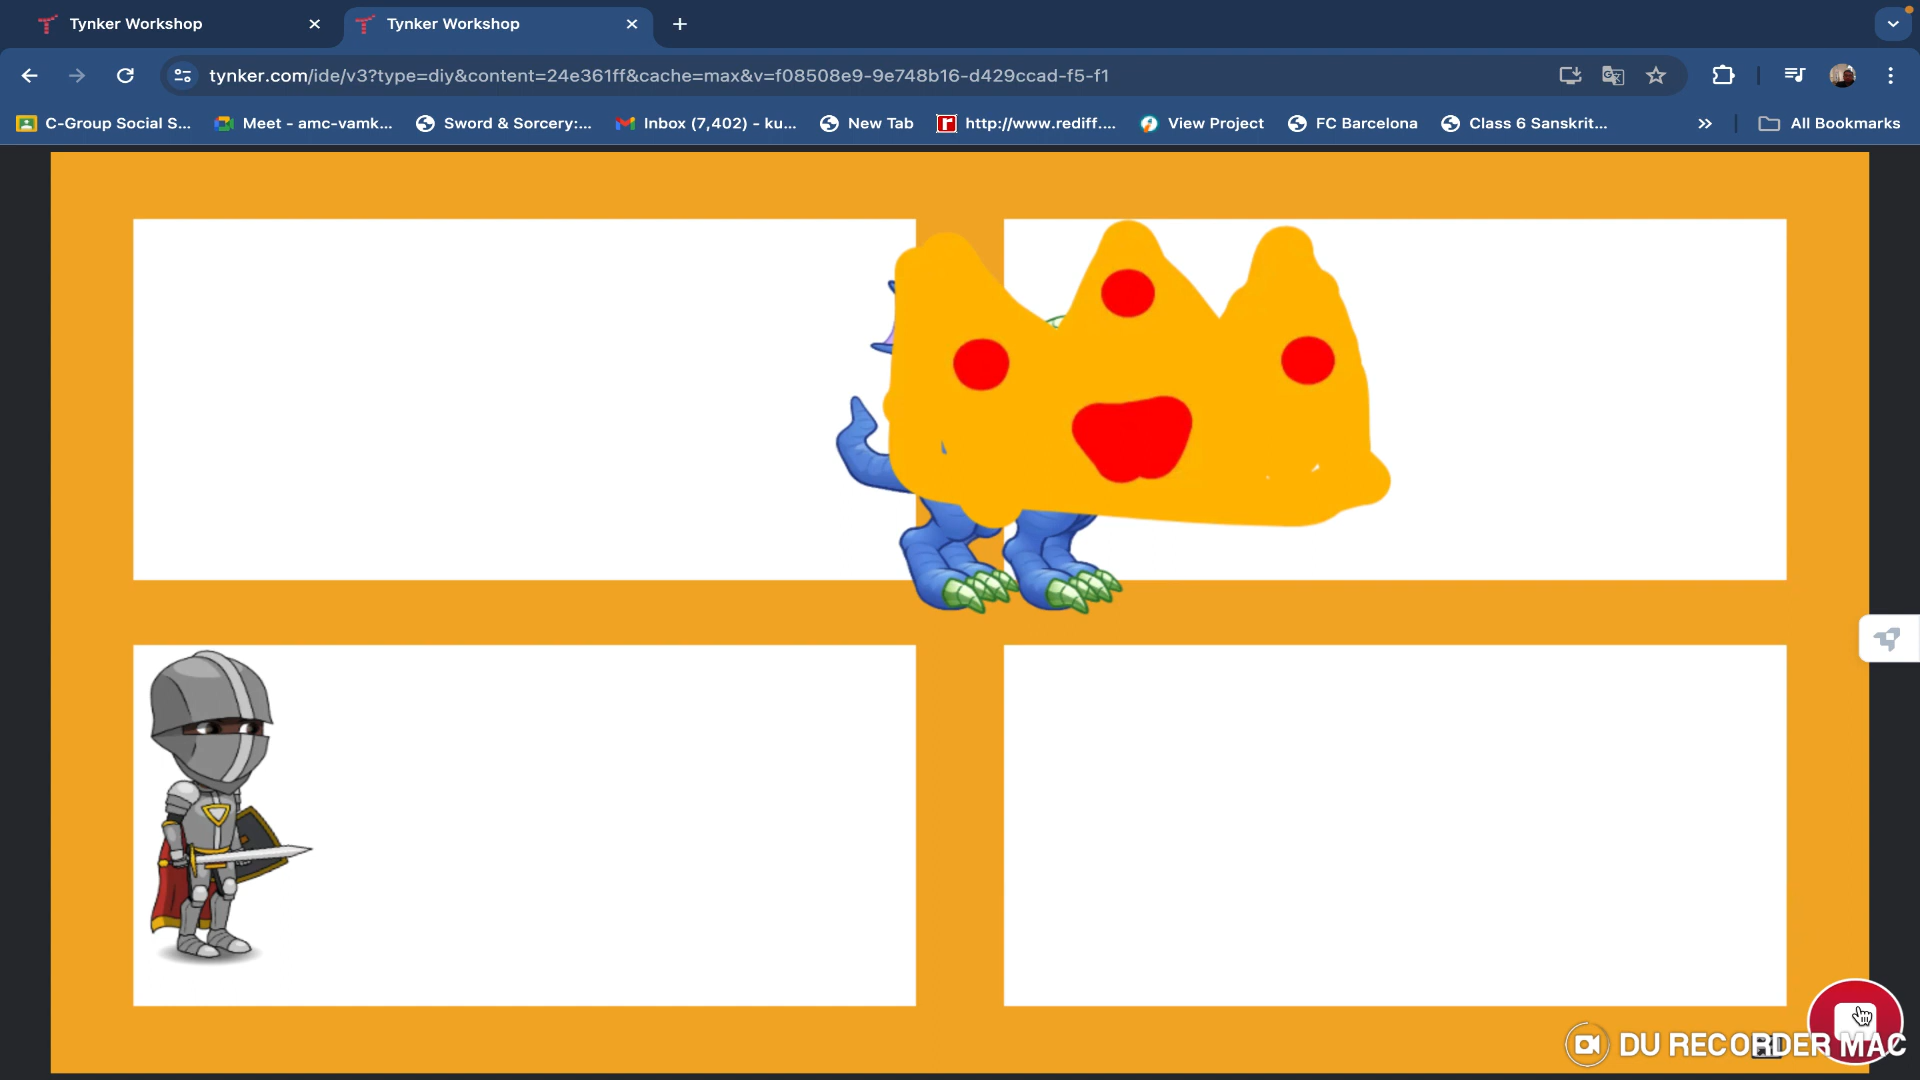 Tynker Workshop
Tynker Workshop
tynker.com/ide/v3?type=diy&content=24e361ff&cache=max&v=f08508e9-9e748b16-d429ccad-f5-f1
C-Group Social S...
Meet - amc-vamk...
Sword & Sorcery:...
Inbox (7,402) - ku...
New Tab
http://www.rediff....
View Project
FC Barcelona
Class 6 Sanskrit...
All Bookmarks
DU RECORDER MAC